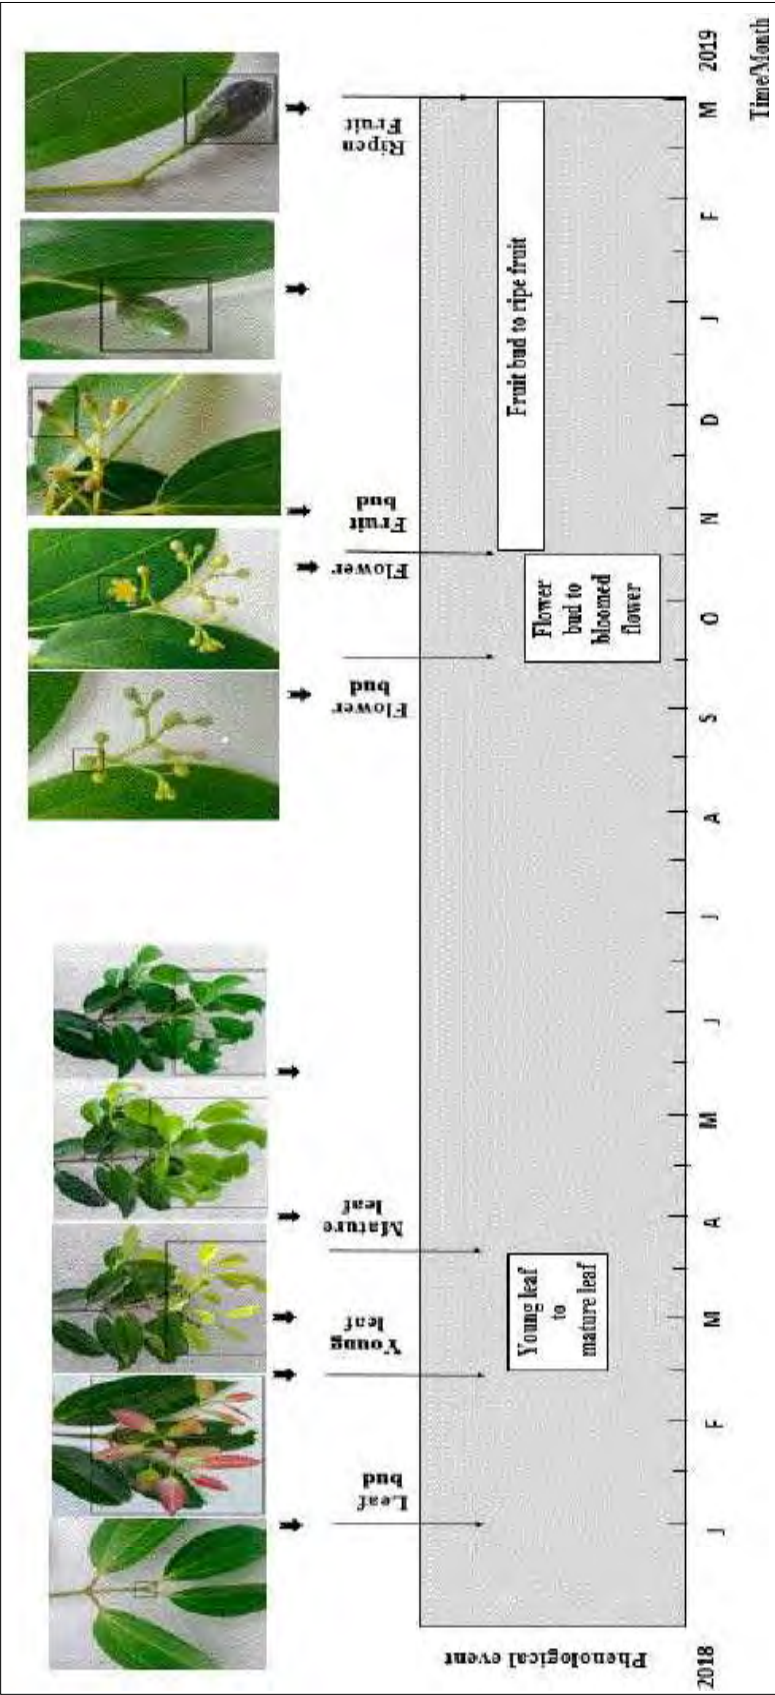 Leaf
bud
Young
leaf
Mature
leaf
Flower
bud
Flower
Fruit
bud
Ripen
Fruit
Phenological event
Young leaf
to
mature leaf
Flower
bud to
bloomed
flower
Fruit bud to ripe fruit
2018
J
F
M
A
M
J
J
A
S
O
N
D
J
F
M
2019
Time/Month